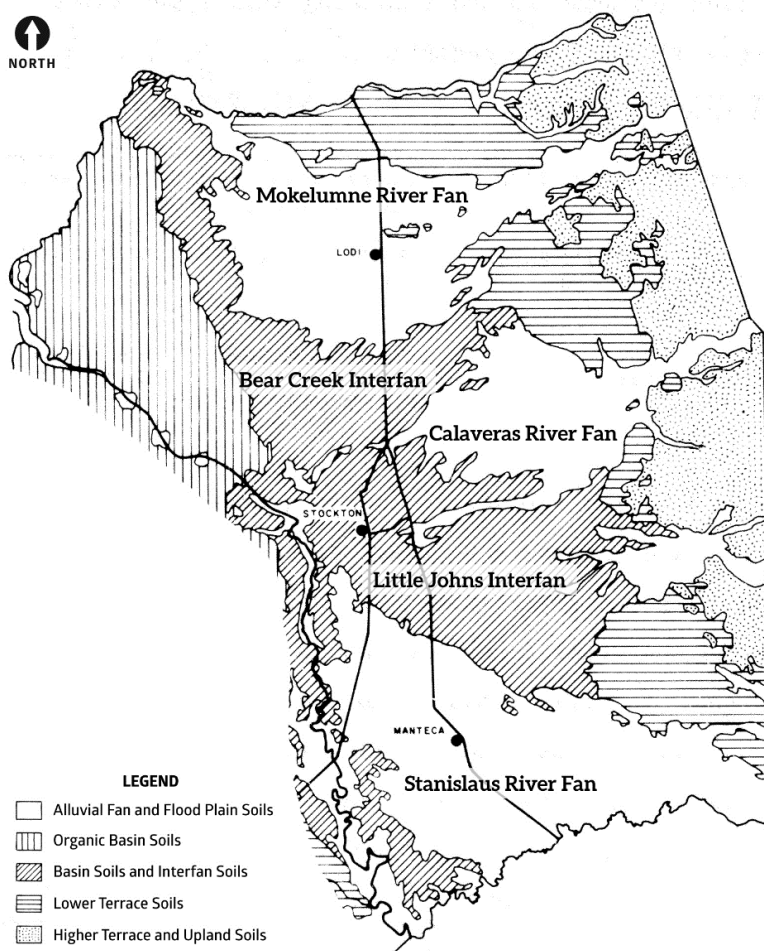 NORTH
Mokelumne River Fan
LODI
Bear Creek Interfan
Calaveras River Fan
STOCKTON
Little Johns Interfan
MANTECA
Stanislaus River Fan
LEGEND
Alluvial Fan and Flood Plain Soils
Organic Basin Soils
Basin Soils and Interfan Soils
Lower Terrace Soils
Higher Terrace and Upland Soils